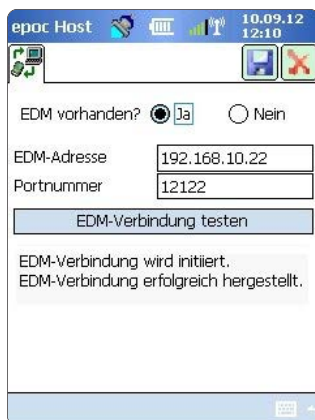 epoc Host 10.09.12
12:10
EDM vorhanden? Ja Nein
EDM-Adresse 192.168.10.22
Portnummer 12122
EDM-Verbindung testen
EDM-Verbindung wird initiiert.
EDM-Verbindung erfolgreich hergestellt.